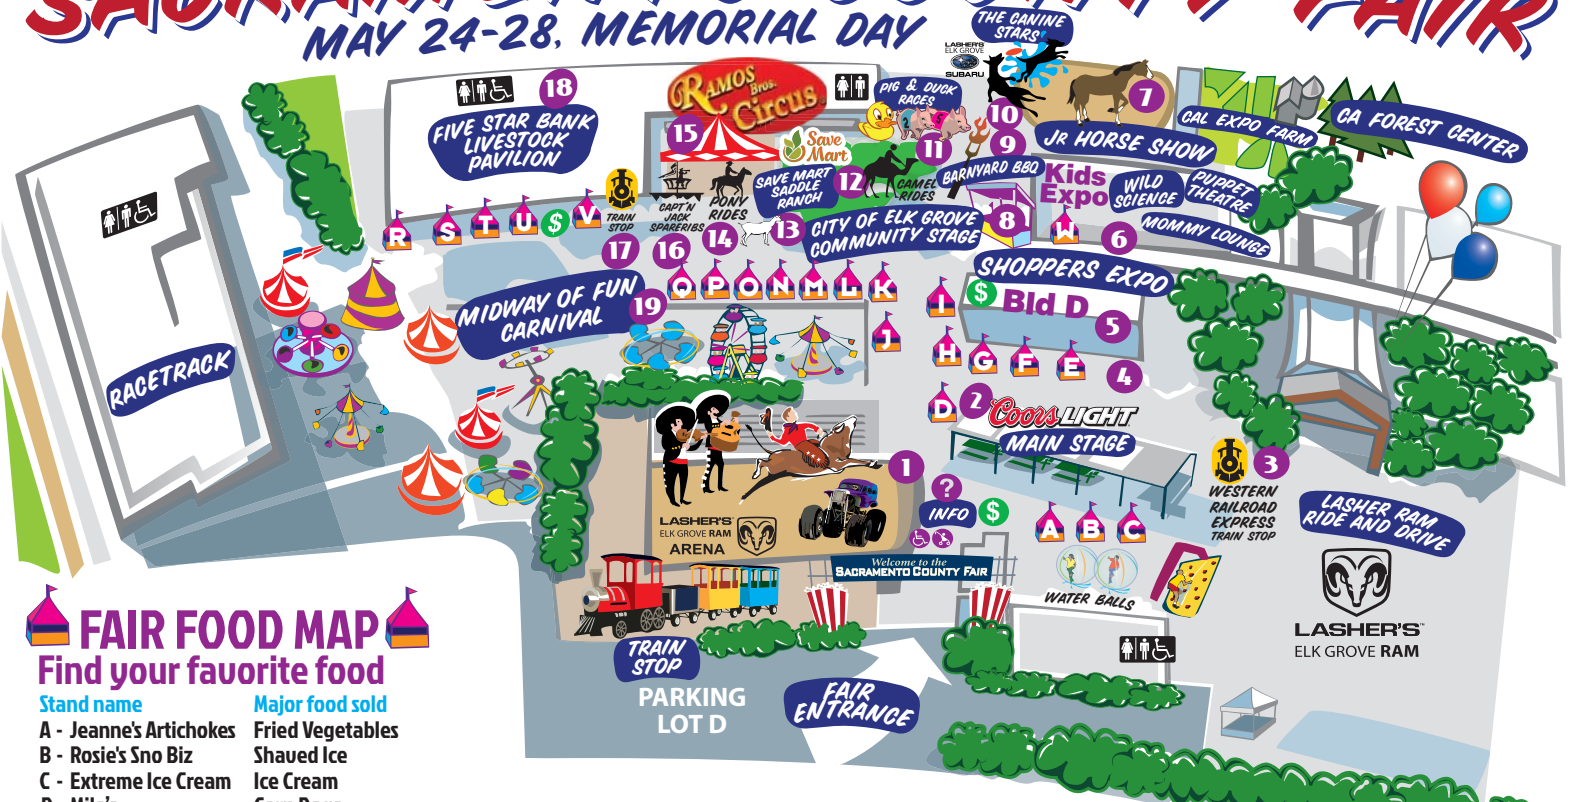 SACRAMENTO COUNTY FAIR
MAY 24-28, MEMORIAL DAY
THE CANINE
STARS
LASHER'S
ELK GROVE
SUBARU
RAMOS
Bros.
Circus
PIG & DUCK
RACES
18
FIVE STAR BANK
LIVESTOCK
PAVILION
15
Save
Mart
SAVE MART
SADDLE
RANCH
12
CAMEL
RIDES
11
10
9
BARNYARD BBQ
7
JR HORSE SHOW
CAL EXPO FARM
CA FOREST CENTER
Kids
Expo
WILD
SCIENCE
PUPPET
THEATRE
MOMMY LOUNGE
8
W
6
R
S
T
U
$
V
TRAIN
STOP
17
CAPT'N
JACK
SPARERIBS
16
PONY
RIDES
14
13
CITY OF ELK GROVE
COMMUNITY STAGE
SHOPPERS EXPO
$
Bld D
5
MIDWAY OF FUN
CARNIVAL
19
Q
P
O
N
M
L
K
J
I
H
G
F
E
4
D
2
Coors LIGHT
MAIN STAGE
RACETRACK
1
?
INFO
$
A
B
C
3
WESTERN
RAILROAD
EXPRESS
TRAIN STOP
LASHER RAM
RIDE AND DRIVE
LASHER'S
ELK GROVE RAM
ARENA
Welcome to the
SACRAMENTO COUNTY FAIR
WATER BALLS
LASHER'S™
ELK GROVE RAM
TRAIN
STOP
PARKING
LOT D
FAIR
ENTRANCE
FAIR FOOD MAP
Find your favorite food
Stand name Major food sold
A - Jeanne's Artichokes Fried Vegetables
B - Rosie's Sno Biz Shaved Ice
C - Extreme Ice Cream Ice Cream